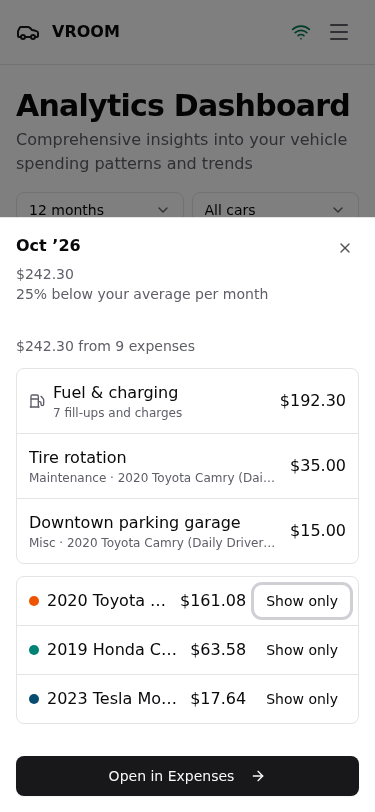 VROOM
Analytics Dashboard
Comprehensive insights into your vehicle
spending patterns and trends
12 months
All cars
Oct ’26
$242.30
25% below your average per month
$242.30 from 9 expenses
Fuel & charging
7 fill-ups and charges
$192.30
Tire rotation
Maintenance · 2020 Toyota Camry (Dai…
$35.00
Downtown parking garage
Misc · 2020 Toyota Camry (Daily Driver…
$15.00
2020 Toyota … $161.08 Show only
2019 Honda C… $63.58 Show only
2023 Tesla Mo… $17.64 Show only
Open in Expenses